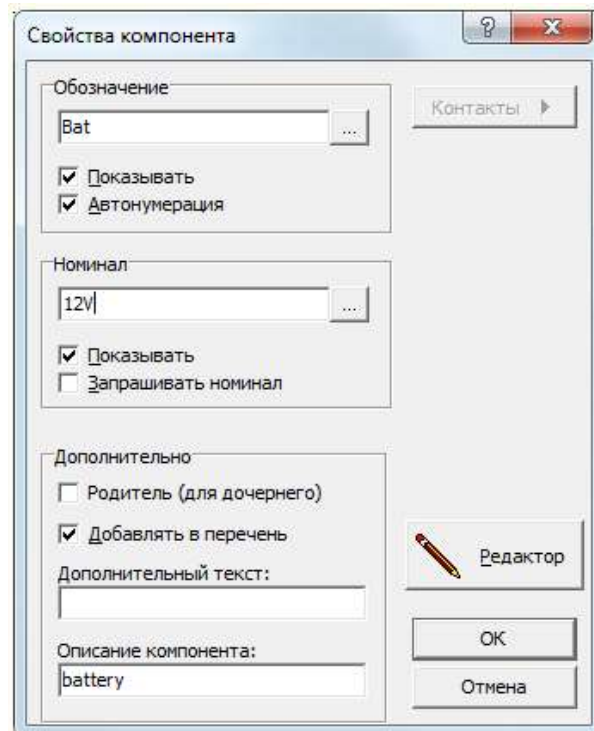 Свойства компонента
Обозначение
Bat
...
Показывать
Автонумерация
Контакты
Номинал
12V
...
Показывать
Запрашивать номинал
Дополнительно
Родитель (для дочернего)
Добавлять в перечень
Дополнительный текст:
Описание компонента:
battery
Редактор
OK
Отмена